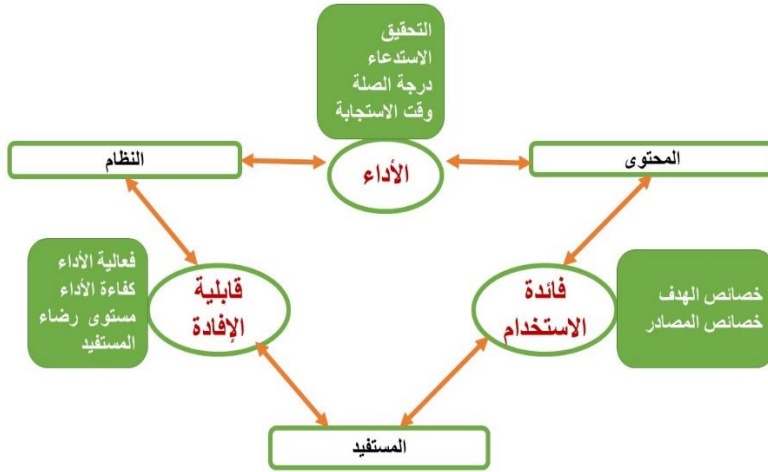 التحقيق
الاستدعاء
درجة الصلة
وقت الاستجابة
المحتوى
الأداء
النظام
خصائص الهدف
خصائص المصادر
فائدة
الاستخدام
قابلية
الإفادة
فعالية الأداء
كفاءة الأداء
مستوى رضاء
المستفيد
المستفيد